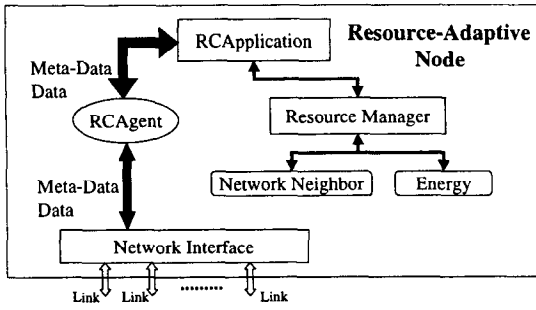 RCApplication
Resource-Adaptive
Node
Meta-Data
Data
RCAgent
Resource Manager
Meta-Data
Data
Network Neighbor
Energy
Network Interface
Link Link ......... Link